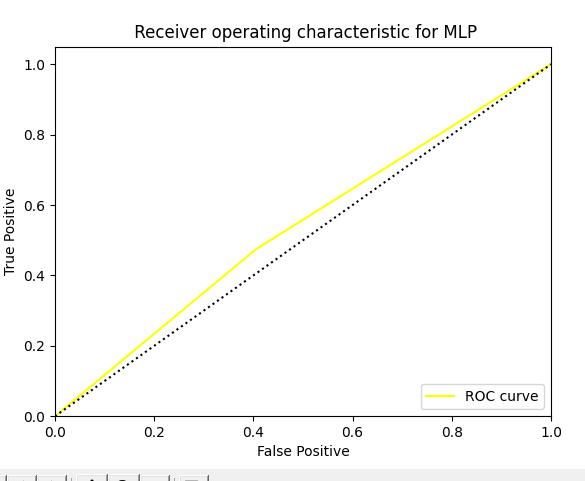 Receiver operating characteristic for MLP
1.0
0.8
0.6
0.4
0.2
0.0
True Positive
0.0 0.2 0.4 0.6 0.8 1.0
False Positive
ROC curve